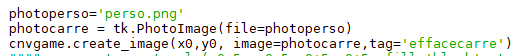 photoperso='perso.png'
photocarre = tk.PhotoImage(file=photoperso)
cnvgame.create_image(x0,y0, image=photocarre,tag='effacecarre')